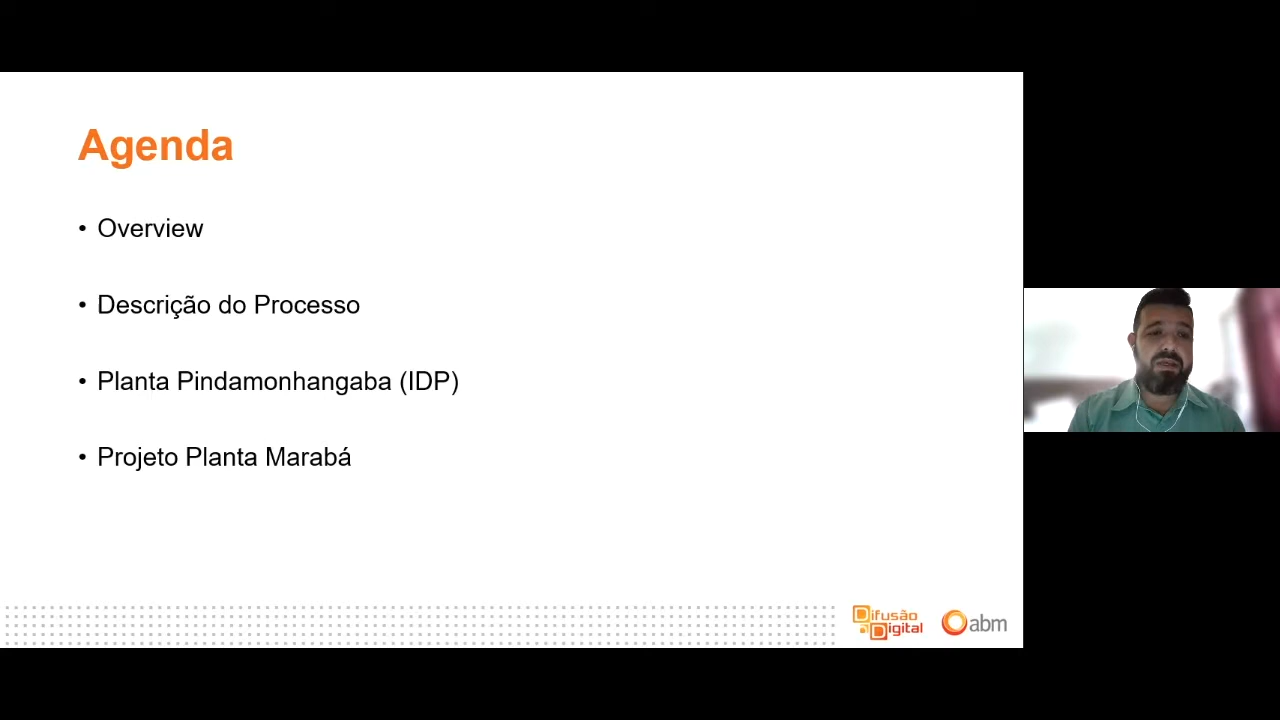 Agenda
• Overview
• Descrição do Processo
• Planta Pindamonhangaba (IDP)
• Projeto Planta Marabá
Difusão
Digital
abm